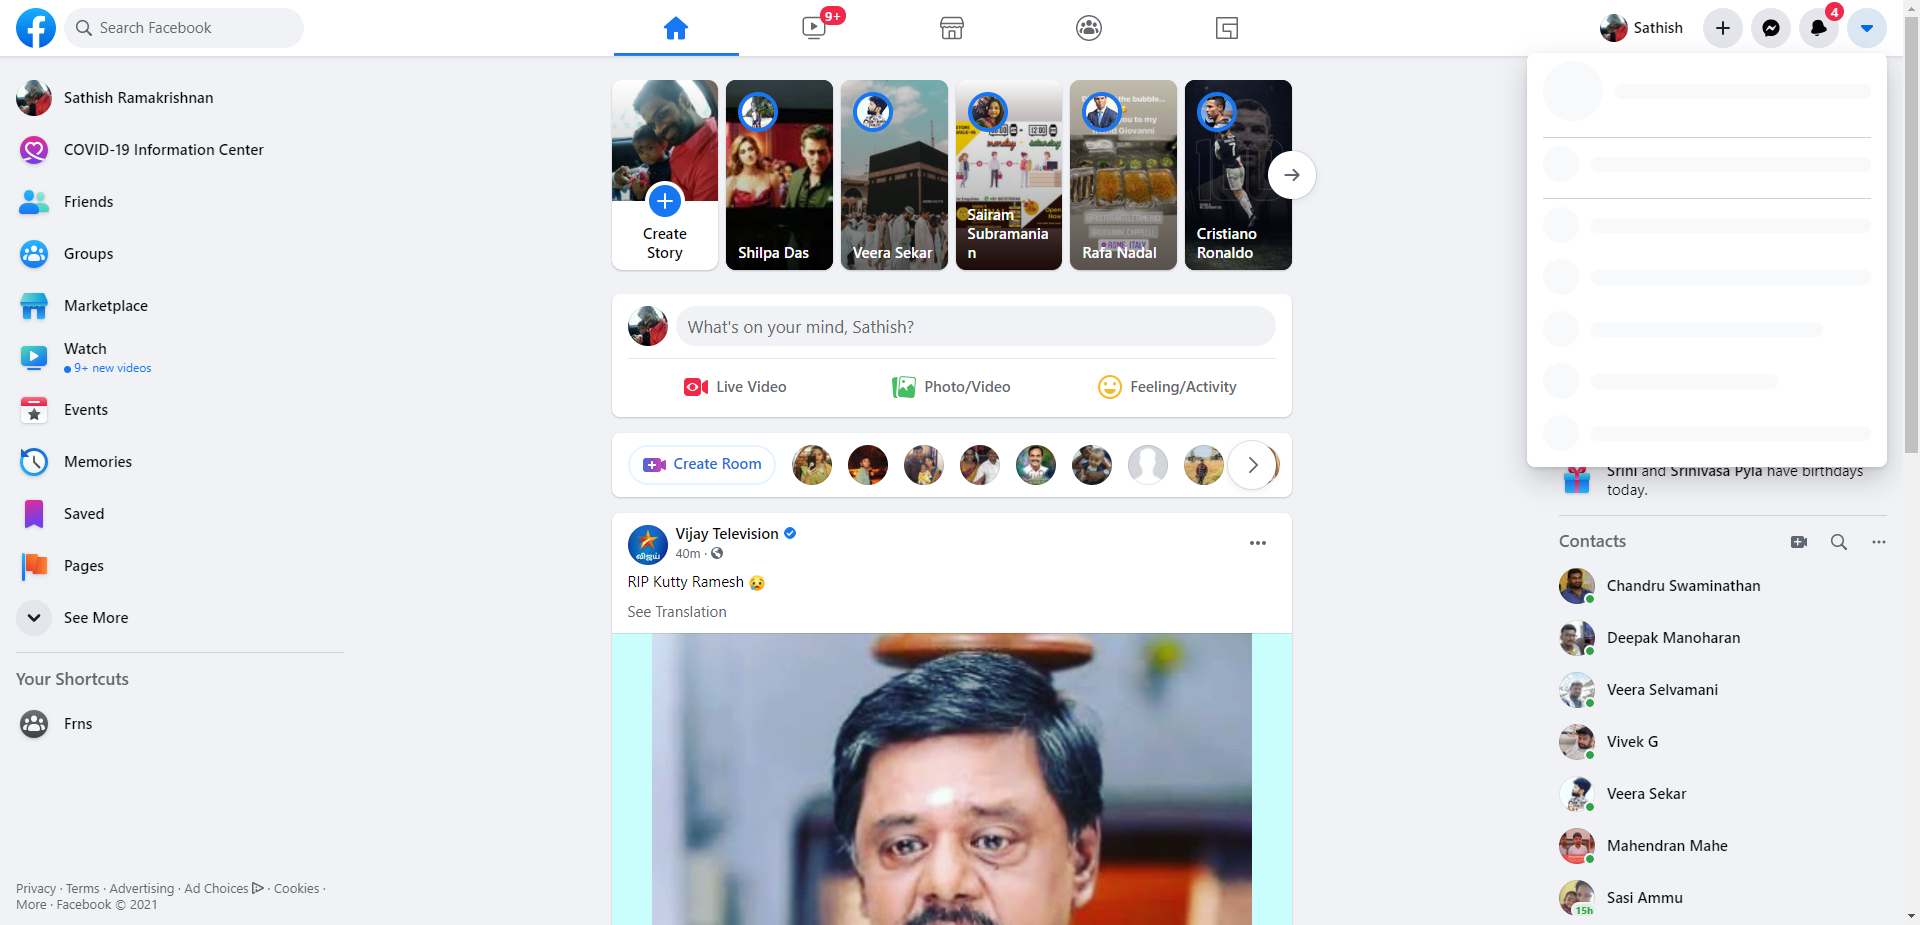 Search Facebook
9+
Sathish
4
Sathish Ramakrishnan
COVID-19 Information Center
Friends
Groups
Marketplace
Watch
9+ new videos
Events
Memories
Saved
Pages
See More
Your Shortcuts
Frns
Privacy · Terms · Advertising · Ad Choices · Cookies ·
More · Facebook © 2021
Create
Story
Shilpa Das
Veera Sekar
Sairam
Subramania
n
Rafa Nadal
Cristiano
Ronaldo
What's on your mind, Sathish?
Live Video
Photo/Video
Feeling/Activity
Create Room
Vijay Television
விஜய்
40m ·
RIP Kutty Ramesh 😥
See Translation
Srini and Srinivasa Pyla have birthdays
today.
Contacts
Chandru Swaminathan
Deepak Manoharan
Veera Selvamani
Vivek G
Veera Sekar
Mahendran Mahe
Sasi Ammu
15h